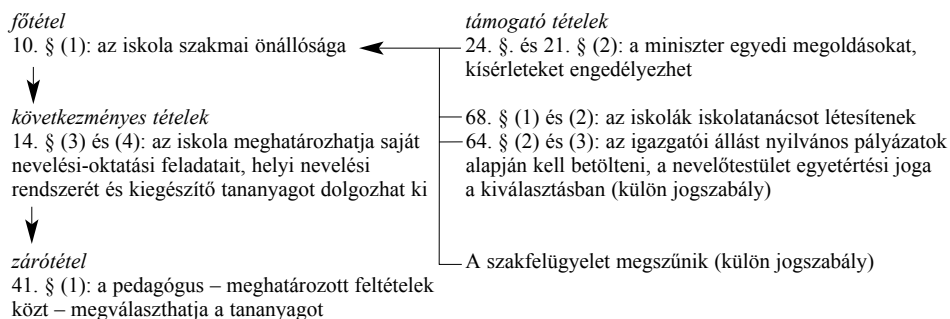 főtétel
10. § (1): az iskola szakmai önállósága
következményes tételek
14. § (3) és (4): az iskola meghatározhatja saját
nevelési-oktatási feladatait, helyi nevelési
rendszerét és kiegészítő tananyagot dolgozhat ki
zárótétel
41. § (1): a pedagógus – meghatározott feltételek
közt – megválaszthatja a tananyagot
támogató tételek
24. §. és 21. § (2): a miniszter egyedi megoldásokat,
kísérleteket engedélyezhet
68. § (1) és (2): az iskolák iskolatanácsot létesítenek
64. § (2) és (3): az igazgatói állást nyilvános pályázatok
alapján kell betölteni, a nevelőtestület egyetértési joga
a kiválasztásban (külön jogszabály)
A szakfelügyelet megszűnik (külön jogszabály)